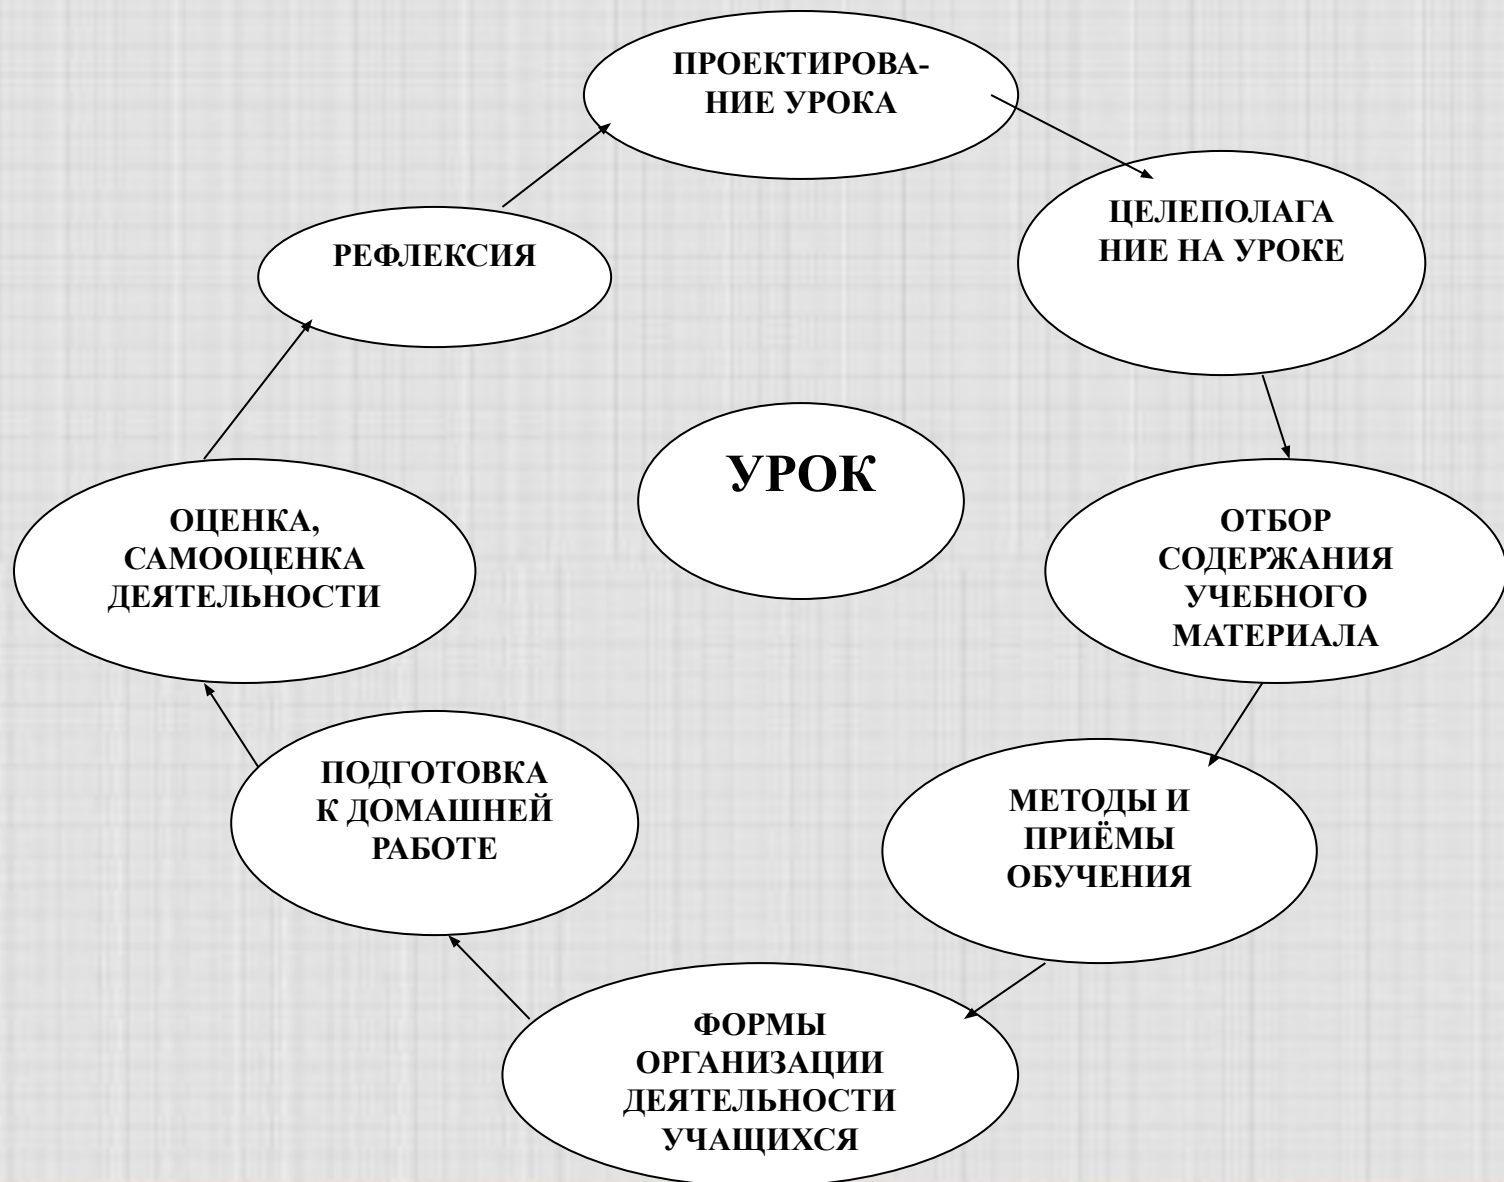 ПРОЕКТИРОВА-
НИЕ УРОКА
ЦЕЛЕПОЛАГА
НИЕ НА УРОКЕ
ОТБОР
СОДЕРЖАНИЯ
УЧЕБНОГО
МАТЕРИАЛА
МЕТОДЫ И
ПРИЁМЫ
ОБУЧЕНИЯ
ФОРМЫ
ОРГАНИЗАЦИИ
ДЕЯТЕЛЬНОСТИ
УЧАЩИХСЯ
ПОДГОТОВКА
К ДОМАШНЕЙ
РАБОТЕ
ОЦЕНКА,
САМООЦЕНКА
ДЕЯТЕЛЬНОСТИ
РЕФЛЕКСИЯ
УРОК